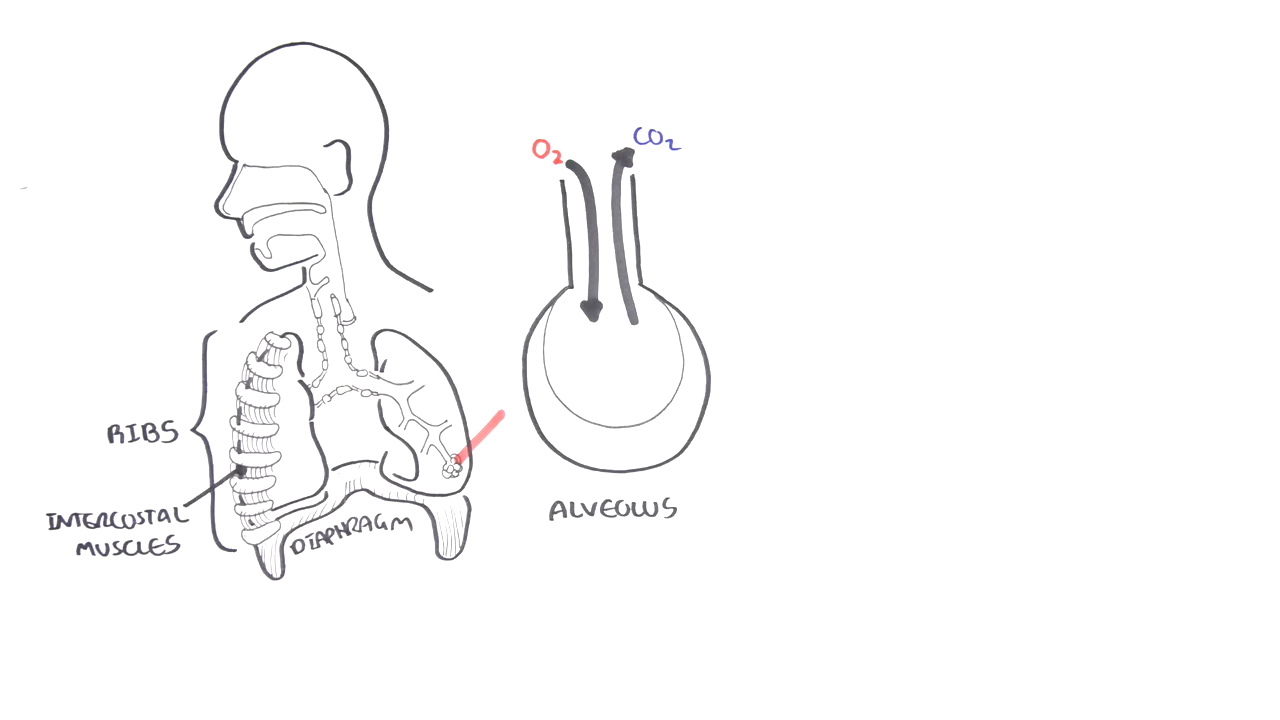 O₂
CO₂
RIBS
INTERCOSTAL
MUSCLES
DIAPHRAGM
ALVEOLUS